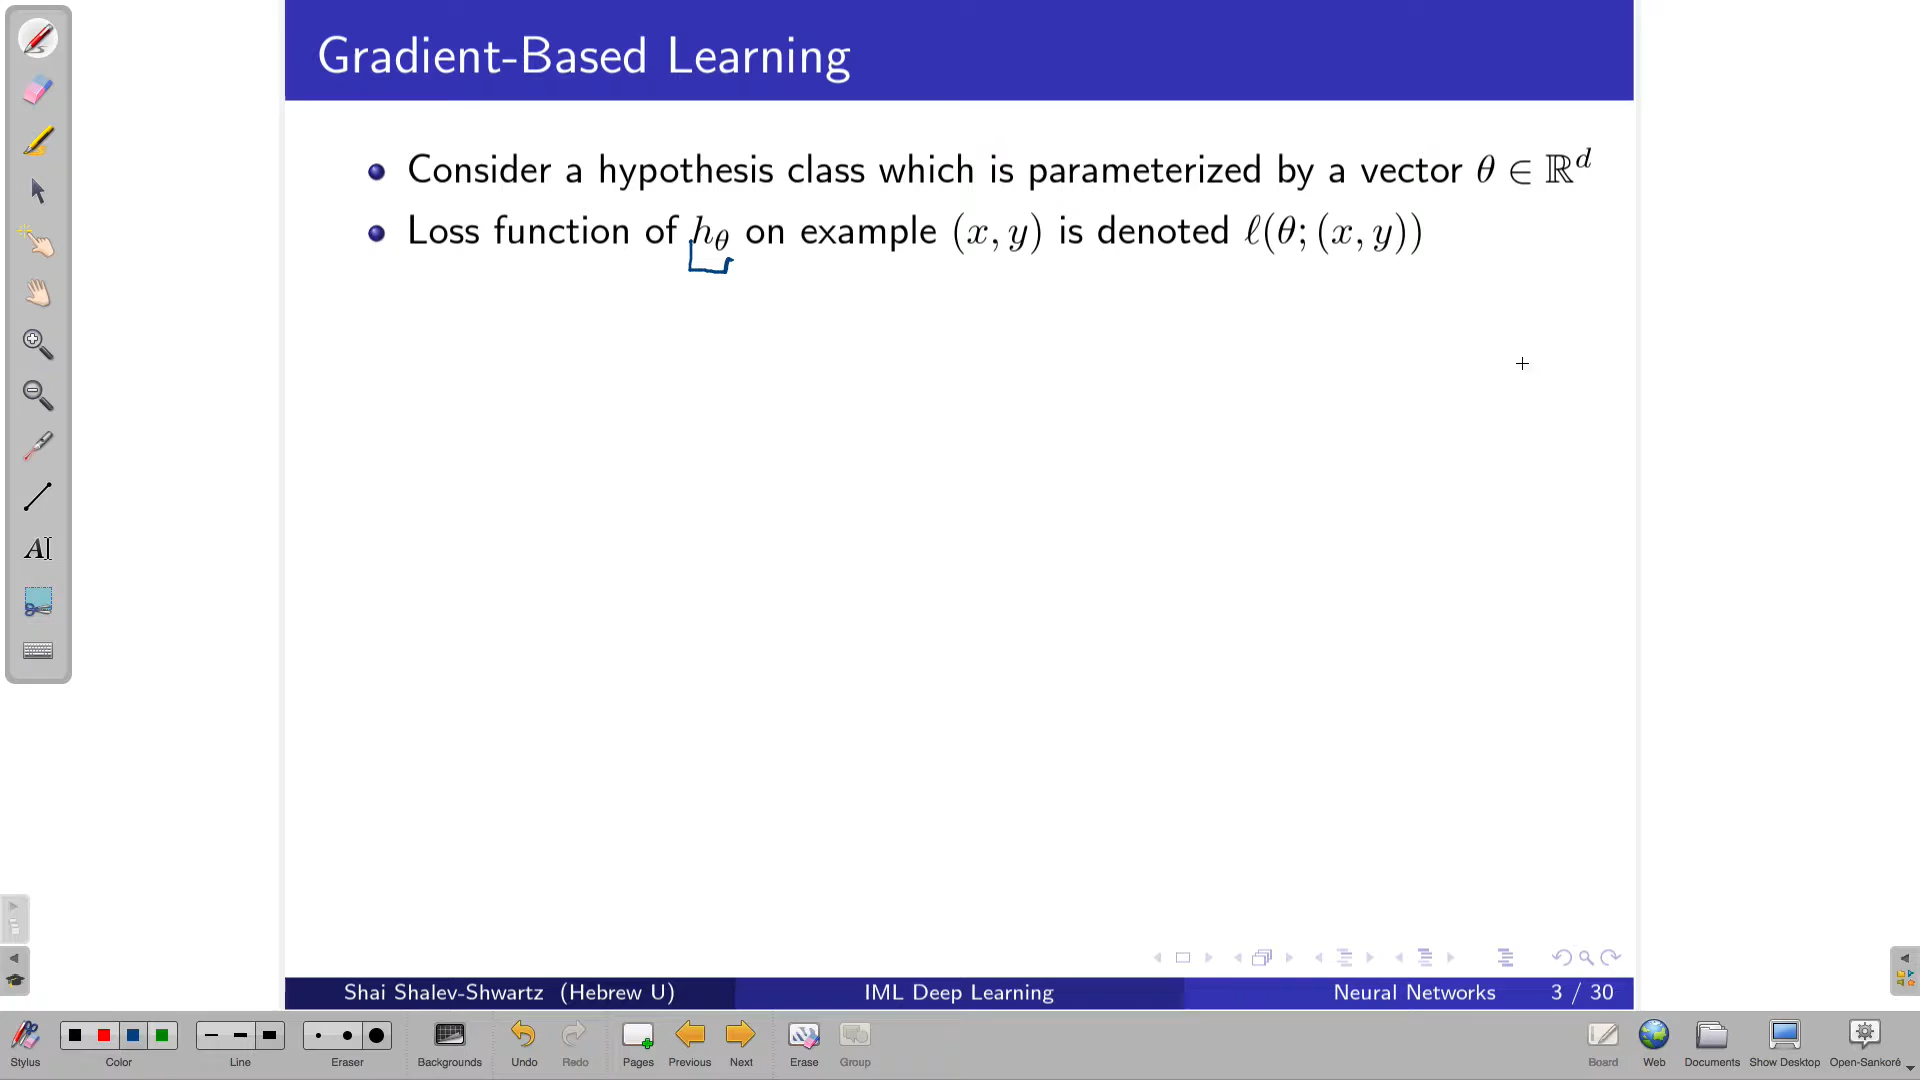 Gradient-Based Learning
Consider a hypothesis class which is parameterized by a vector θ ∈ ℝ^d
Loss function of h_θ on example (x, y) is denoted ℓ(θ; (x, y))
Shai Shalev-Shwartz (Hebrew U) IML Deep Learning Neural Networks 3 / 30
Stylus Color Line Eraser Backgrounds Undo Redo Pages Previous Next Erase Group Board Web Documents Show Desktop Open-Sankoré